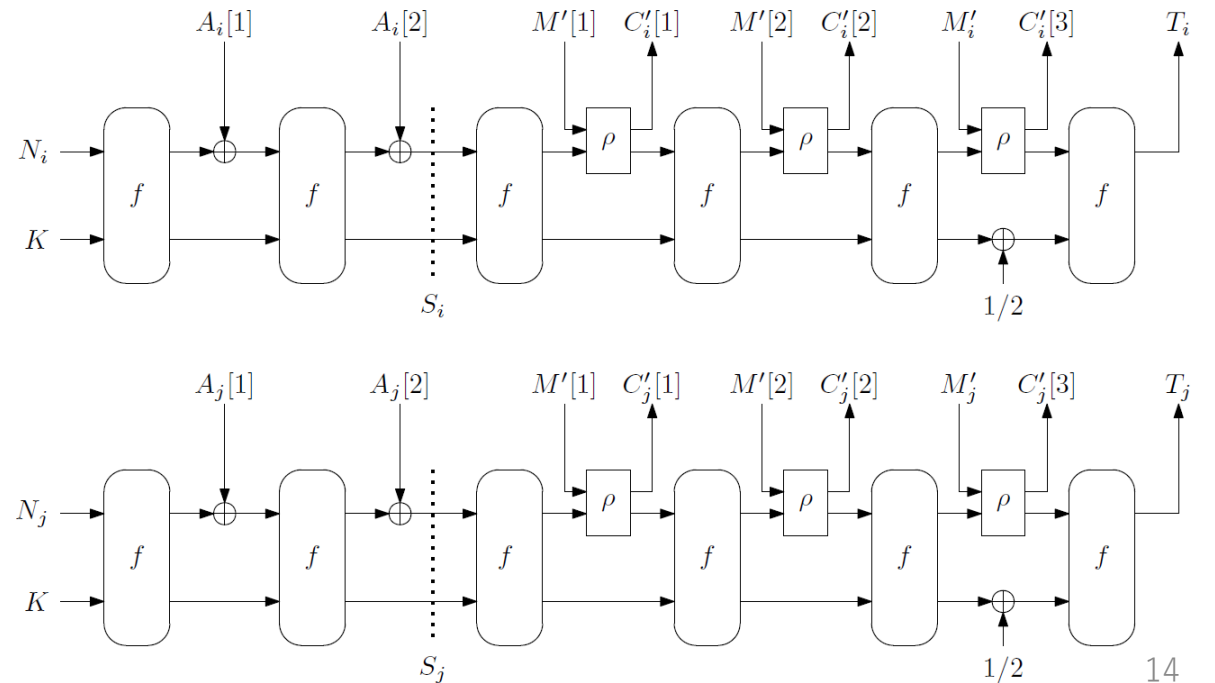 A_i[1] A_i[2] M'[1] C'_i[1] M'[2] C'_i[2] M'_i C'_i[3] T_i
N_i f f f ρ f ρ f ρ f
K
S_i 1/2
A_j[1] A_j[2] M'[1] C'_j[1] M'[2] C'_j[2] M'_j C'_j[3] T_j
N_j f f f ρ f ρ f ρ f
K
S_j 1/2
14